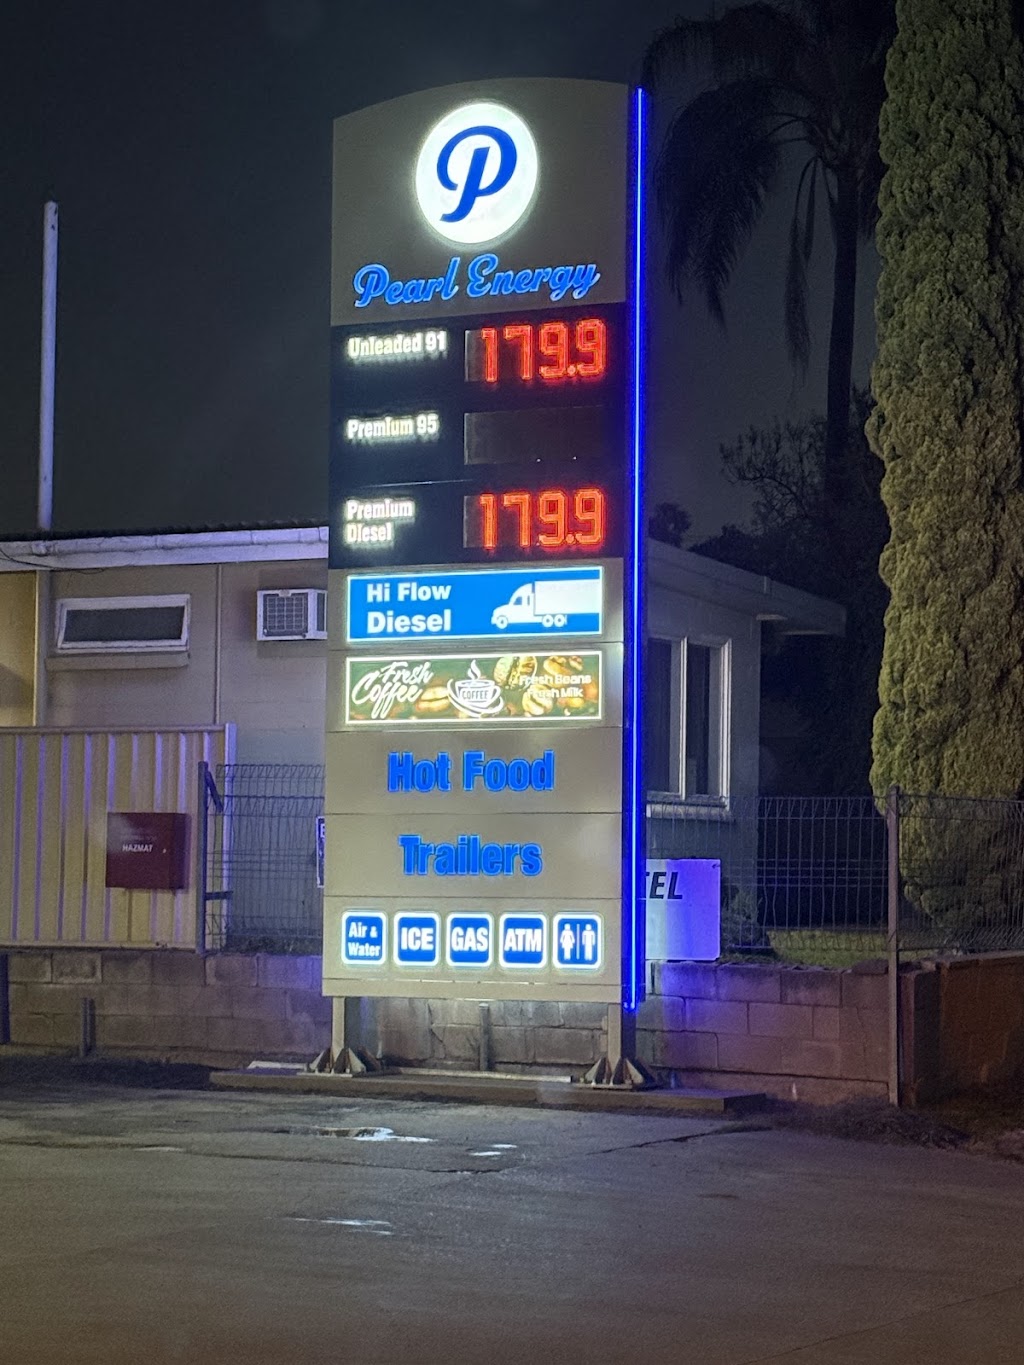 P
Pearl Energy
Unleaded 91 179.9
Premium 95
Premium
Diesel 179.9
Hi Flow
Diesel
Fresh
Coffee
COFFEE
Fresh Beans
Fresh Milk
Hot Food
Trailers
Air &
Water
ICE
GAS
ATM
HAZMAT
TEL